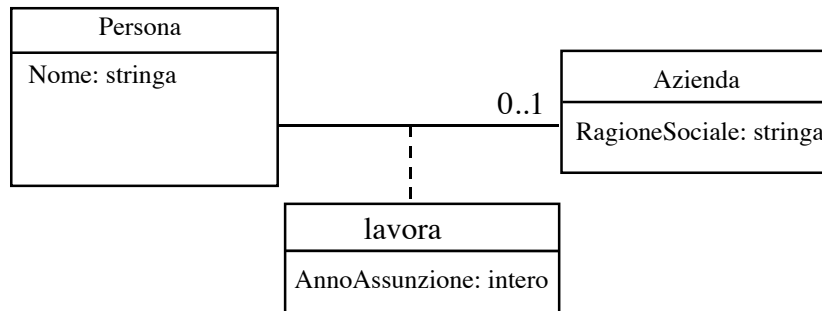 Persona
Nome: stringa
0..1
Azienda
RagioneSociale: stringa
lavora
AnnoAssunzione: intero